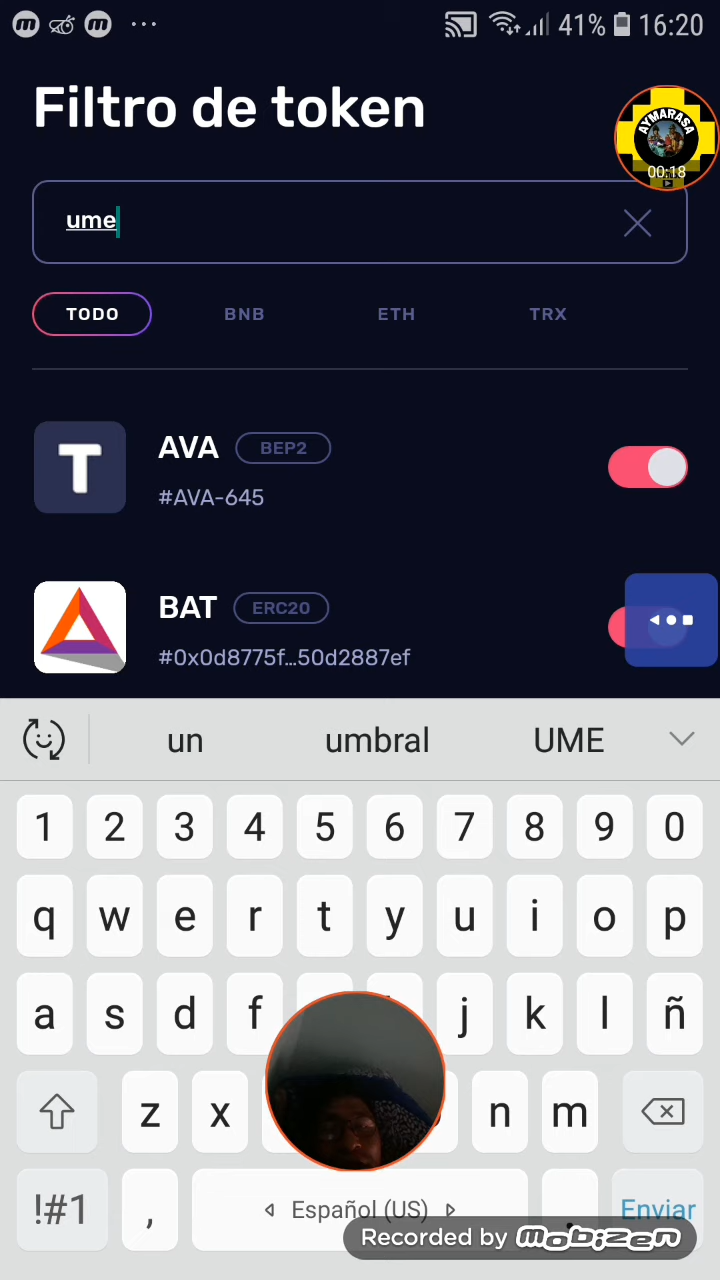 41% 16:20
Filtro de token
AYMARASA
00:18
ume
TODO BNB ETH TRX
T
AVA BEP2
#AVA-645
BAT ERC20
#0x0d8775f...50d2887ef
un umbral UME
1 2 3 4 5 6 7 8 9 0
q w e r t y u i o p
a s d f j k l ñ
z x n m
!#1 , Español (US) . Enviar
Recorded by mobizen